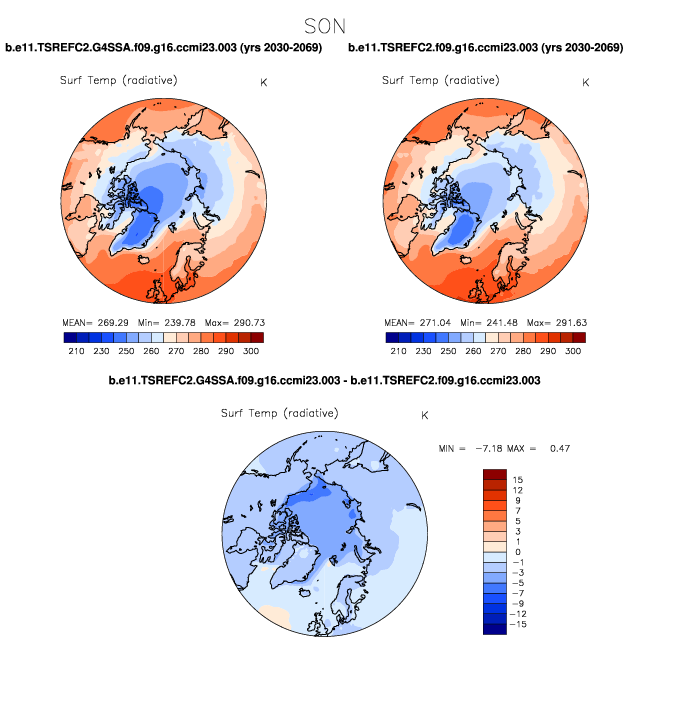 SON
b.e11.TSREFC2.G4SSA.f09.g16.ccmi23.003 (yrs 2030-2069) b.e11.TSREFC2.f09.g16.ccmi23.003 (yrs 2030-2069)
Surf Temp (radiative) K Surf Temp (radiative) K
MEAN= 269.29 Min= 239.78 Max= 290.73 MEAN= 271.04 Min= 241.48 Max= 291.63
210 230 250 260 270 280 290 300 210 230 250 260 270 280 290 300
b.e11.TSREFC2.G4SSA.f09.g16.ccmi23.003 - b.e11.TSREFC2.f09.g16.ccmi23.003
Surf Temp (radiative) K
MIN = -7.18 MAX = 0.47
15
12
9
7
5
3
1
0
-1
-3
-5
-7
-9
-12
-15